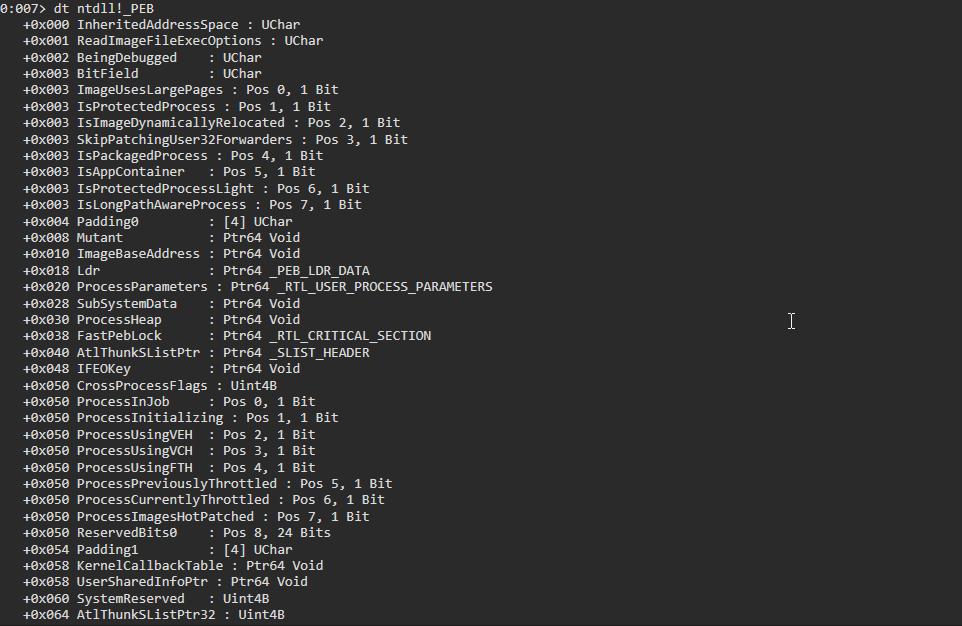 0:007> dt ntdll!_PEB
+0x000 InheritedAddressSpace : UChar
+0x001 ReadImageFileExecOptions : UChar
+0x002 BeingDebugged    : UChar
+0x003 BitField         : UChar
+0x003 ImageUsesLargePages : Pos 0, 1 Bit
+0x003 IsProtectedProcess : Pos 1, 1 Bit
+0x003 IsImageDynamicallyRelocated : Pos 2, 1 Bit
+0x003 SkipPatchingUser32Forwarders : Pos 3, 1 Bit
+0x003 IsPackagedProcess : Pos 4, 1 Bit
+0x003 IsAppContainer   : Pos 5, 1 Bit
+0x003 IsProtectedProcessLight : Pos 6, 1 Bit
+0x003 IsLongPathAwareProcess : Pos 7, 1 Bit
+0x004 Padding0         : [4] UChar
+0x008 Mutant           : Ptr64 Void
+0x010 ImageBaseAddress : Ptr64 Void
+0x018 Ldr              : Ptr64 _PEB_LDR_DATA
+0x020 ProcessParameters : Ptr64 _RTL_USER_PROCESS_PARAMETERS
+0x028 SubSystemData    : Ptr64 Void
+0x030 ProcessHeap      : Ptr64 Void
+0x038 FastPebLock      : Ptr64 _RTL_CRITICAL_SECTION
+0x040 AtlThunkSListPtr : Ptr64 _SLIST_HEADER
+0x048 IFEOKey          : Ptr64 Void
+0x050 CrossProcessFlags : Uint4B
+0x050 ProcessInJob     : Pos 0, 1 Bit
+0x050 ProcessInitializing : Pos 1, 1 Bit
+0x050 ProcessUsingVEH  : Pos 2, 1 Bit
+0x050 ProcessUsingVCH  : Pos 3, 1 Bit
+0x050 ProcessUsingFTH  : Pos 4, 1 Bit
+0x050 ProcessPreviouslyThrottled : Pos 5, 1 Bit
+0x050 ProcessCurrentlyThrottled : Pos 6, 1 Bit
+0x050 ProcessImagesHotPatched : Pos 7, 1 Bit
+0x050 ReservedBits0    : Pos 8, 24 Bits
+0x054 Padding1         : [4] UChar
+0x058 KernelCallbackTable : Ptr64 Void
+0x058 UserSharedInfoPtr : Ptr64 Void
+0x060 SystemReserved   : Uint4B
+0x064 AtlThunkSListPtr32 : Uint4B